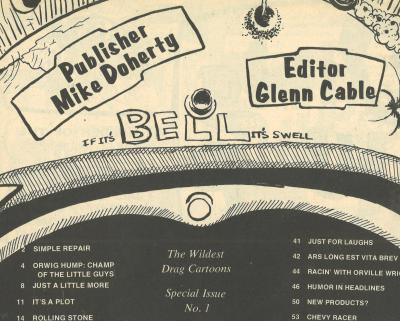 Publisher
Mike Doherty
Editor
Glenn Cable
IF IT'S BELL IT'S SWELL
2 SIMPLE REPAIR
4 ORWIG HUMP: CHAMP
OF THE LITTLE GUYS
8 JUST A LITTLE MORE
11 IT'S A PLOT
14 ROLLING STONE
The Wildest
Drag Cartoons
Special Issue
No. 1
41 JUST FOR LAUGHS
42 ARS LONG EST VITA BREV
44 RACIN' WITH ORVILLE WRIG
46 HUMOR IN HEADLINES
50 NEW PRODUCTS?
53 CHEVY RACER